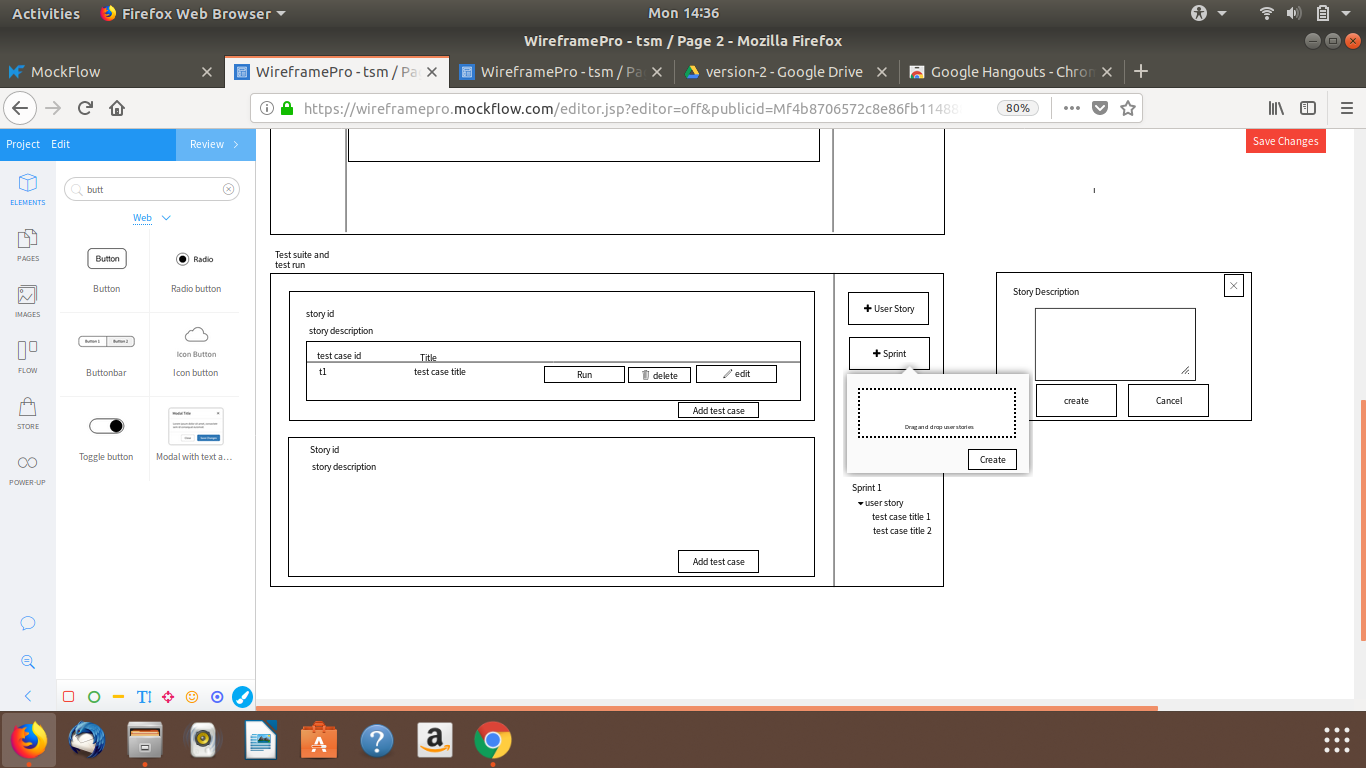 Activities
Firefox Web Browser
Mon 14:36
WireframePro - tsm / Page 2 - Mozilla Firefox
MockFlow
WireframePro - tsm / Pa
WireframePro - tsm / Pa
version-2 - Google Drive
Google Hangouts - Chron
https://wireframepro.mockflow.com/editor.jsp?editor=off&publicid=Mf4b8706572c8e86fb11488
80%
Project
Edit
Review
Save Changes
butt
ELEMENTS
Web
PAGES
Button
Radio
Button
Radio button
IMAGES
Button 1
Button 2
Icon Button
Buttonbar
Icon button
FLOW
STORE
Modal Title
Toggle button
Modal with text a...
POWER-UP
Test suite and
test run
story id
story description
test case id
Title
t1
test case title
Run
delete
edit
Add test case
Story id
story description
Add test case
User Story
Sprint
Drag and drop user stories
Create
Sprint 1
user story
test case title 1
test case title 2
Story Description
create
Cancel